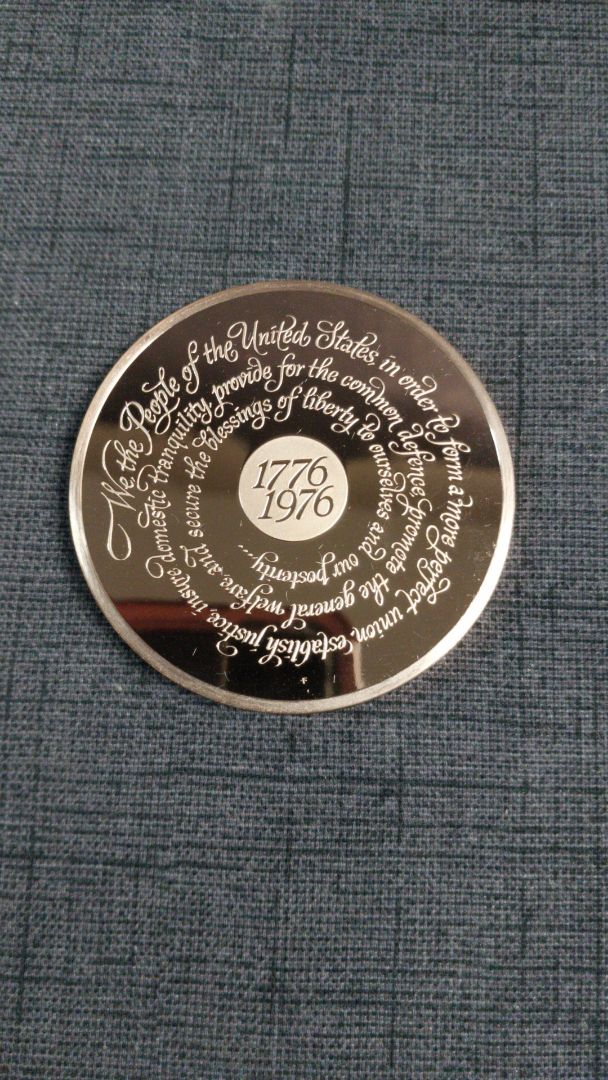 We, the People of the United States, in order to form a more perfect union, establish justice, insure domestic tranquility, provide for the common defence, promote the general welfare and secure the blessings of liberty to ourselves and our posterity...
1776
1976